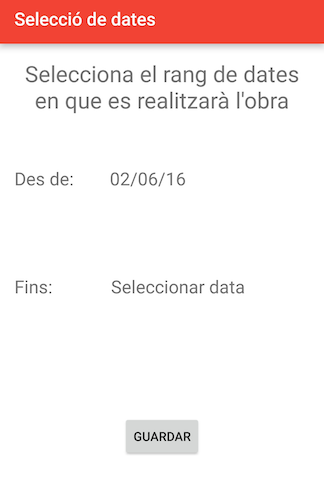 Selecció de dates
Selecciona el rang de dates
en que es realitzarà l'obra
Des de: 02/06/16
Fins: Seleccionar data
GUARDAR